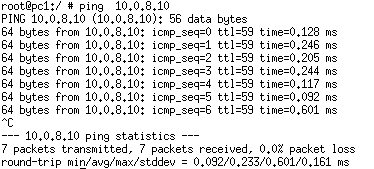 root@pc1:/ # ping  10.0.8.10
PING 10.0.8.10 (10.0.8.10): 56 data bytes
64 bytes from 10.0.8.10: icmp_seq=0 ttl=59 time=0.128 ms
64 bytes from 10.0.8.10: icmp_seq=1 ttl=59 time=0.246 ms
64 bytes from 10.0.8.10: icmp_seq=2 ttl=59 time=0.205 ms
64 bytes from 10.0.8.10: icmp_seq=3 ttl=59 time=0.244 ms
64 bytes from 10.0.8.10: icmp_seq=4 ttl=59 time=0.117 ms
64 bytes from 10.0.8.10: icmp_seq=5 ttl=59 time=0.092 ms
64 bytes from 10.0.8.10: icmp_seq=6 ttl=59 time=0.601 ms
^C
--- 10.0.8.10 ping statistics ---
7 packets transmitted, 7 packets received, 0.0% packet loss
round-trip min/avg/max/stddev = 0.092/0.233/0.601/0.161 ms